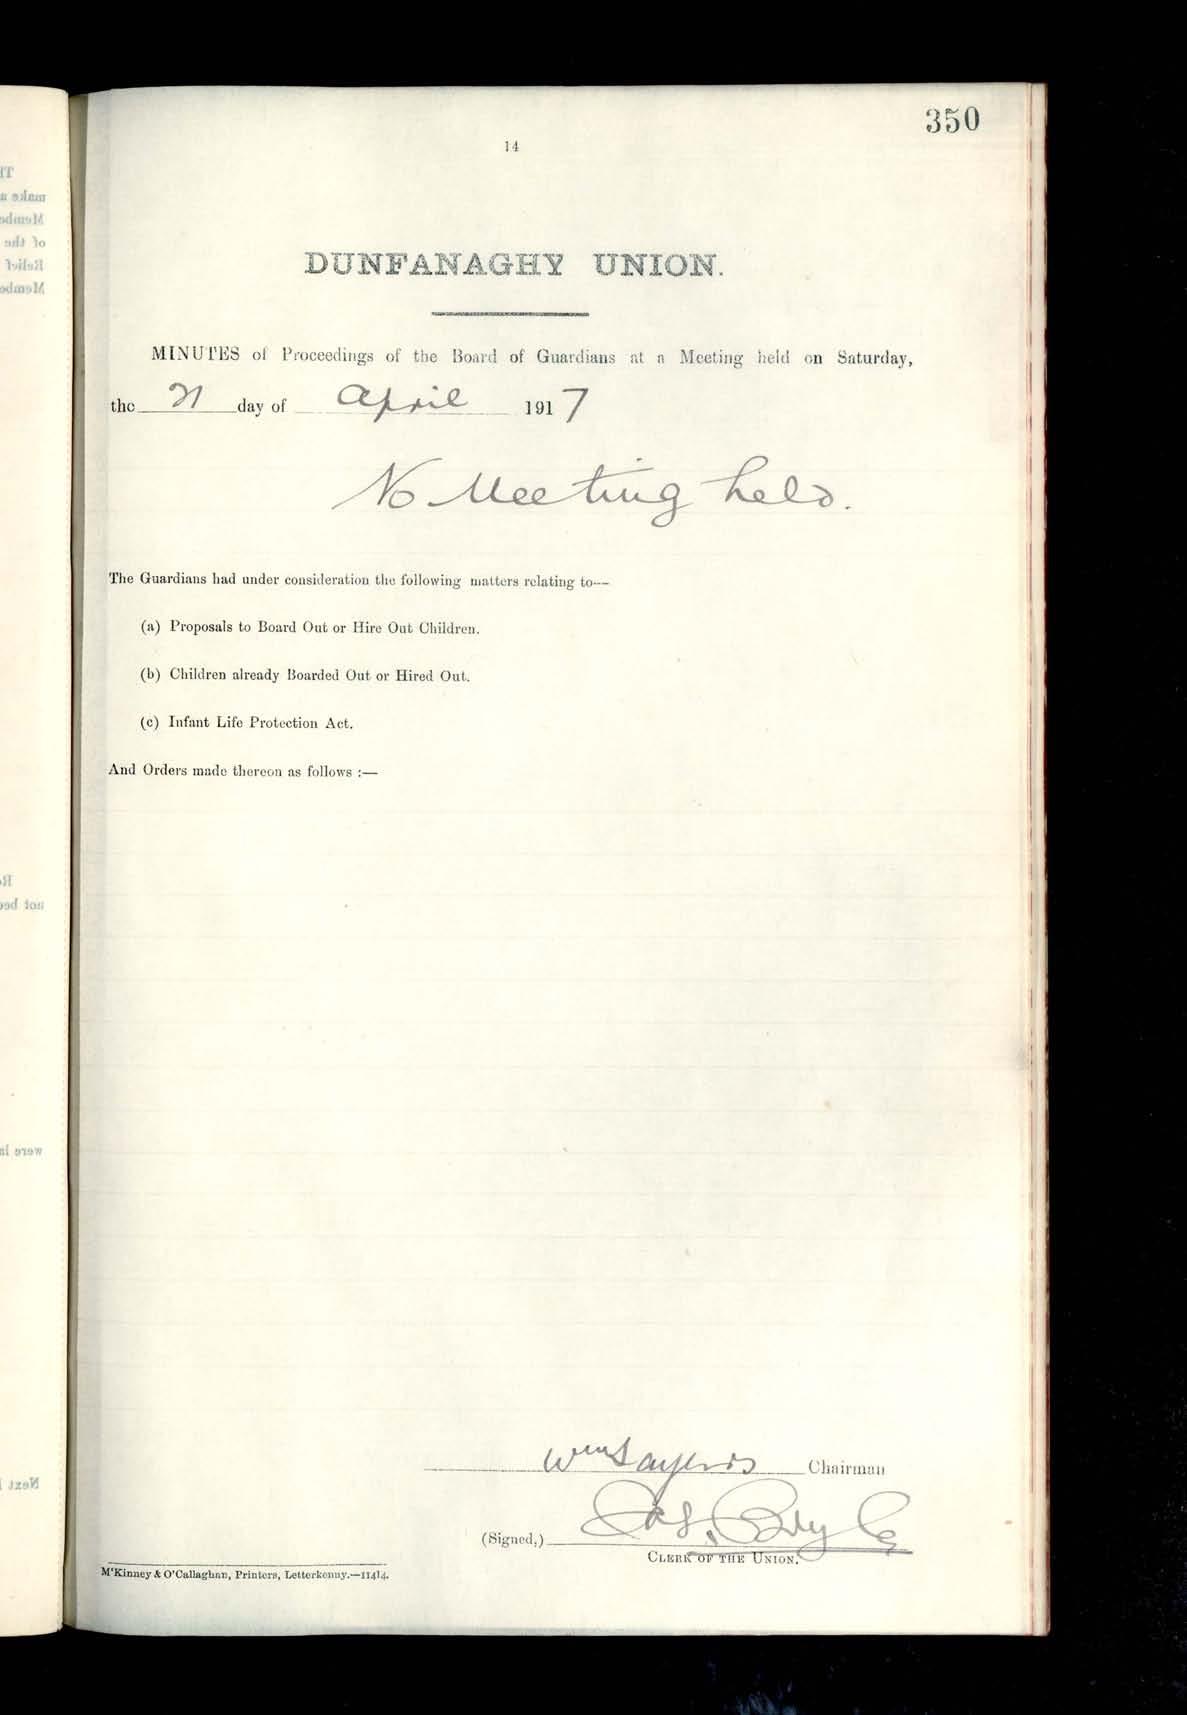 350
14
DUNFANAGHY UNION.
MINUTES of Proceedings of the Board of Guardians at a Meeting held on Saturday,
the 21 day of April 1917
No Meeting held.
The Guardians had under consideration the following matters relating to—
(a) Proposals to Board Out or Hire Out Children.
(b) Children already Boarded Out or Hired Out.
(c) Infant Life Protection Act.
And Orders made thereon as follows :—
Wm Chairman
(Signed,) Jas.
CLERK OF THE UNION.
M'Kinney & O'Callaghan, Printers, Letterkenny.—11414.